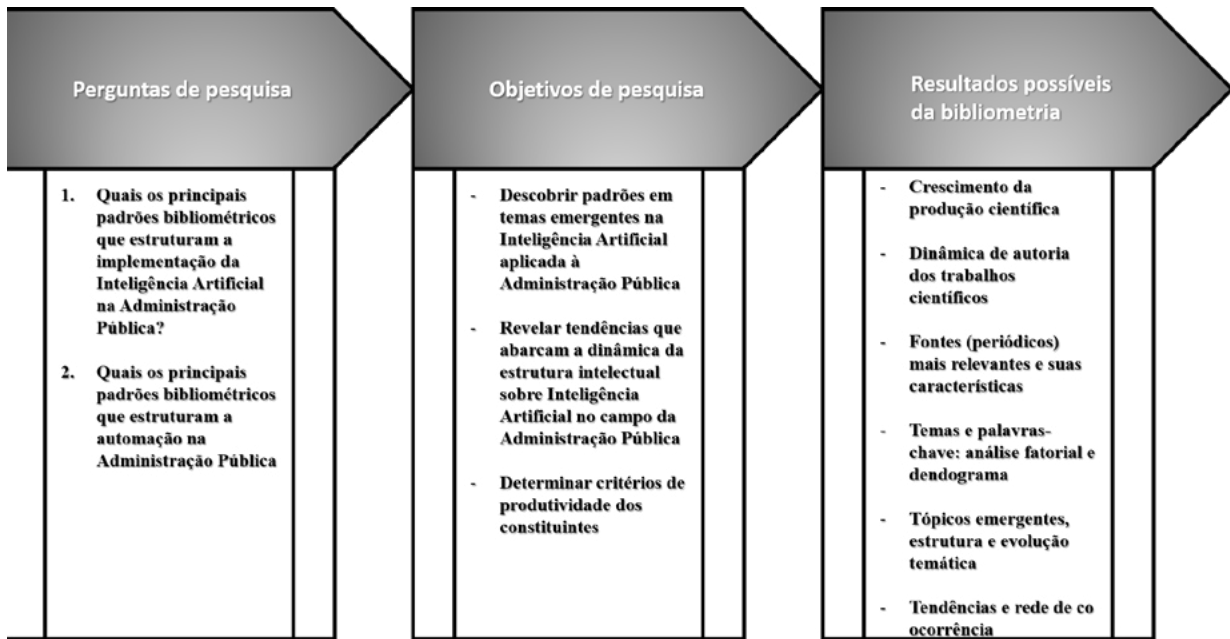 Perguntas de pesquisa
1. Quais os principais
padrões bibliométricos
que estruturam a
implementação da
Inteligência Artificial
na Administração
Pública?
2. Quais os principais
padrões bibliométricos
que estruturam a
automação na
Administração Pública
Objetivos de pesquisa
- Descobrir padrões em
temas emergentes na
Inteligência Artificial
aplicada à
Administração Pública
- Revelar tendências que
abarcam a dinâmica da
estrutura intelectual
sobre Inteligência
Artificial no campo da
Administração Pública
- Determinar critérios de
produtividade dos
constituintes
Resultados possíveis
da bibliometria
- Crescimento da
produção científica
- Dinâmica de autoria
dos trabalhos
científicos
- Fontes (periódicos)
mais relevantes e suas
características
- Temas e palavras-
chave: análise fatorial e
dendograma
- Tópicos emergentes,
estrutura e evolução
temática
- Tendências e rede de co
ocorrência